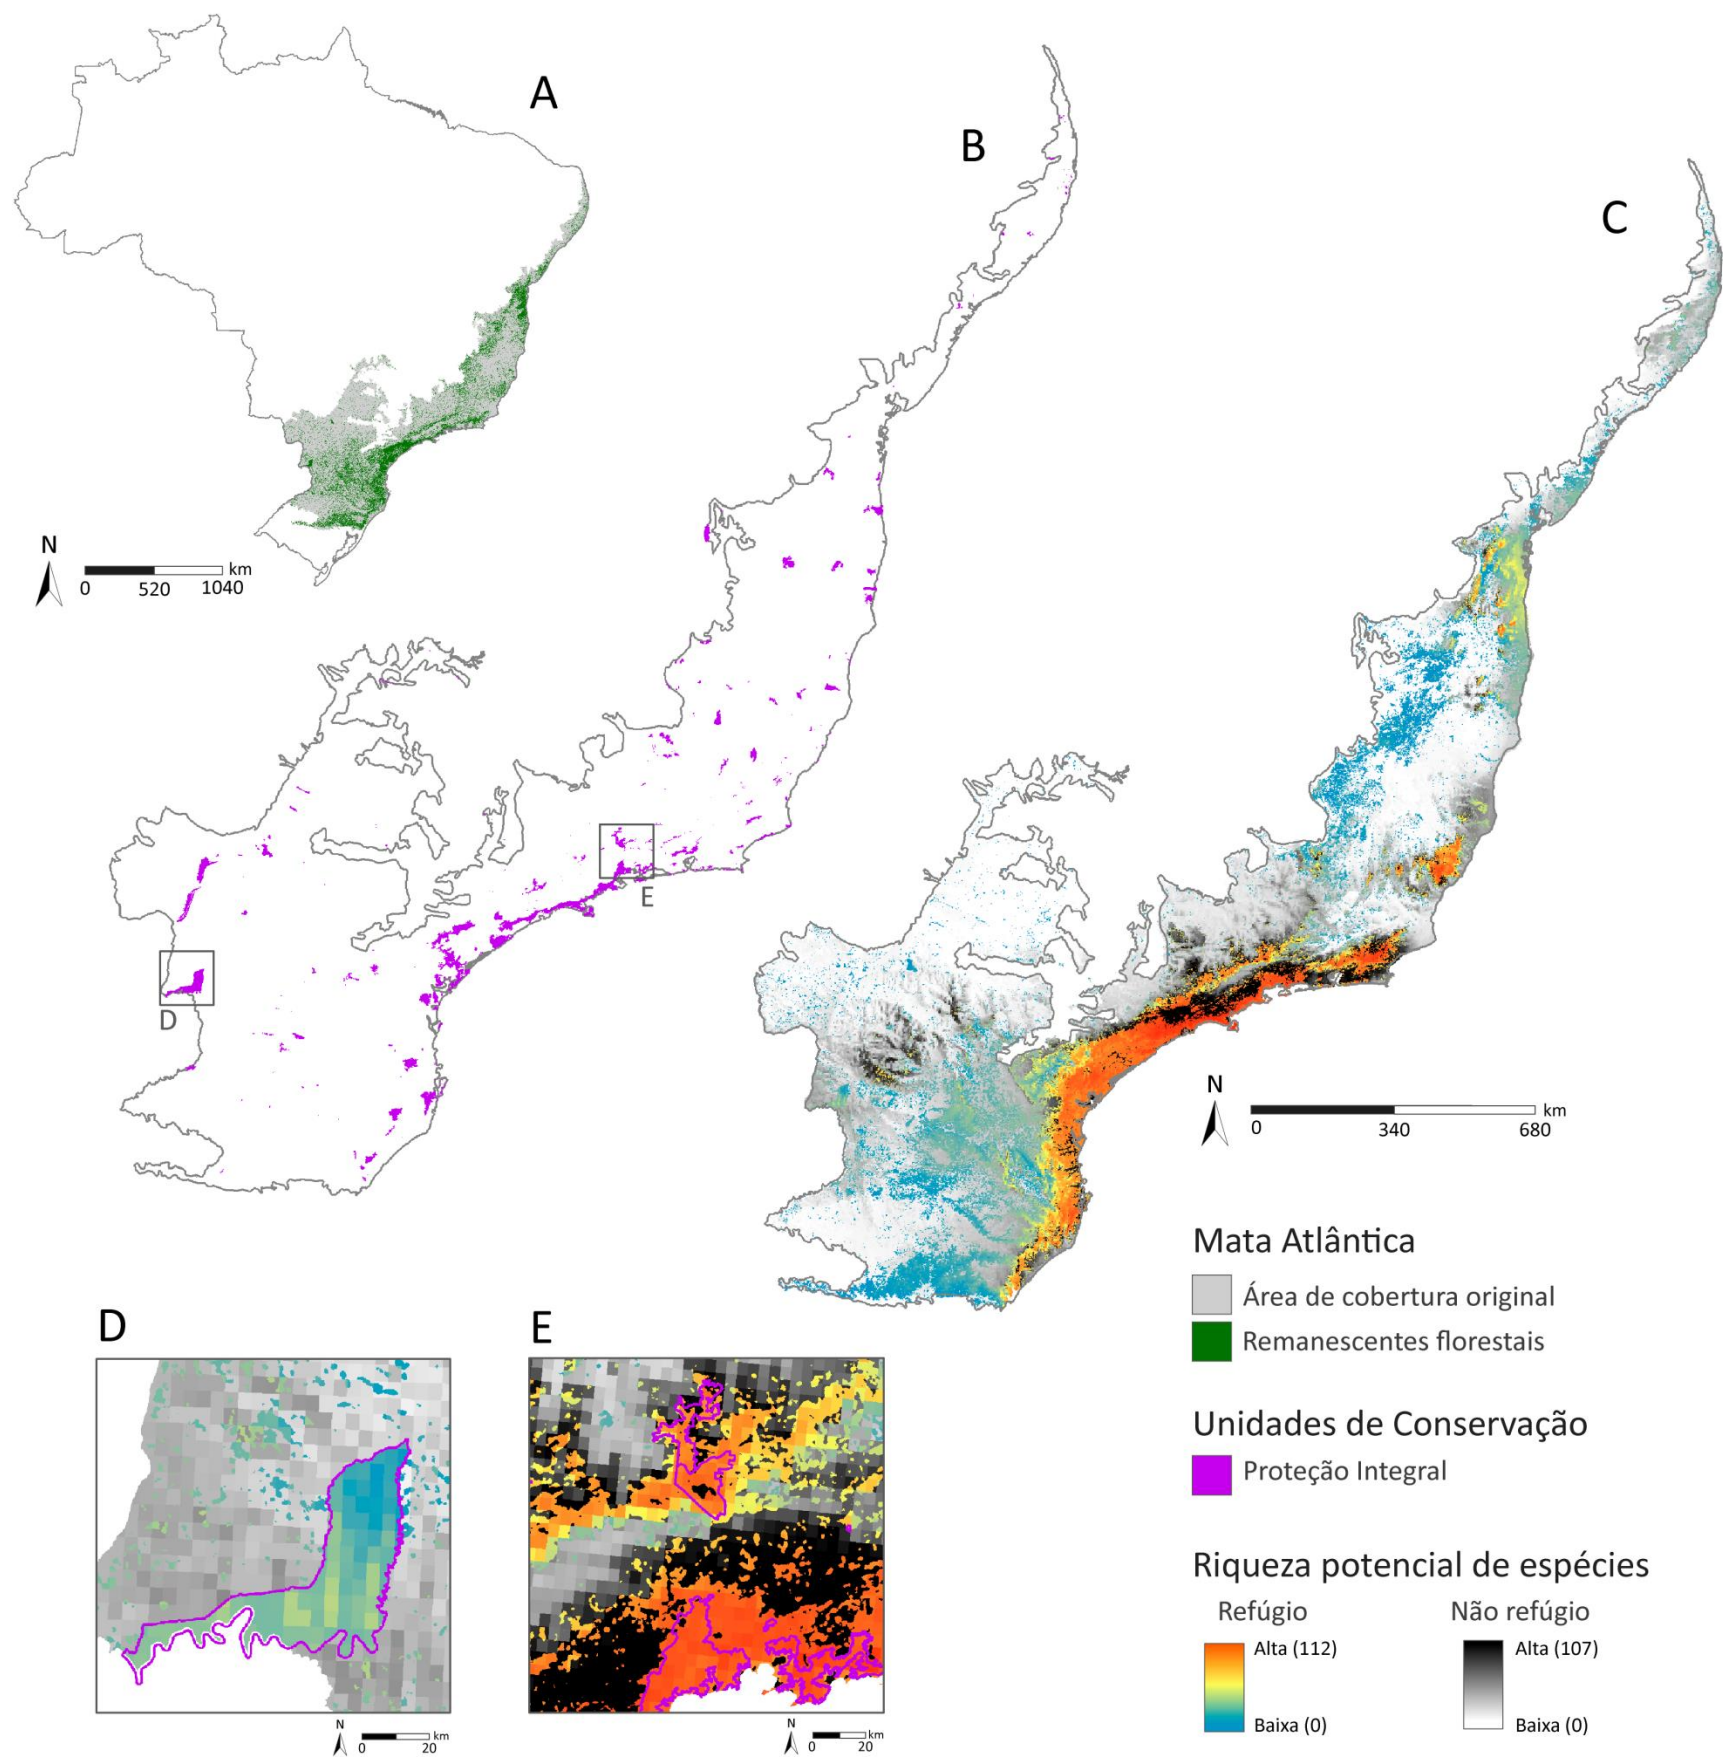 A
B
C
N
0
520
1040
km
E
D
N
0
340
680
km
Mata Atlântica
Área de cobertura original
Remanescentes florestais
Unidades de Conservação
Proteção Integral
Riqueza potencial de espécies
Refúgio
Não refúgio
Alta (112)
Alta (107)
Baixa (0)
Baixa (0)
D
E
N
0
20
km
N
0
20
km